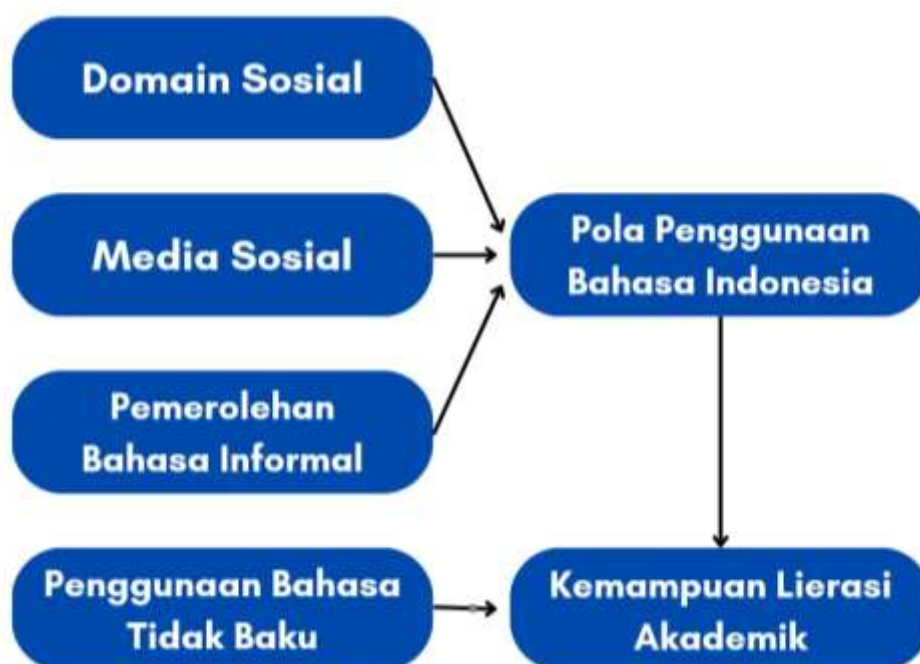 Domain Sosial
Media Sosial
Pemerolehan
Bahasa Informal
Penggunaan Bahasa
Tidak Baku
Pola Penggunaan
Bahasa Indonesia
Kemampuan Lierasi
Akademik